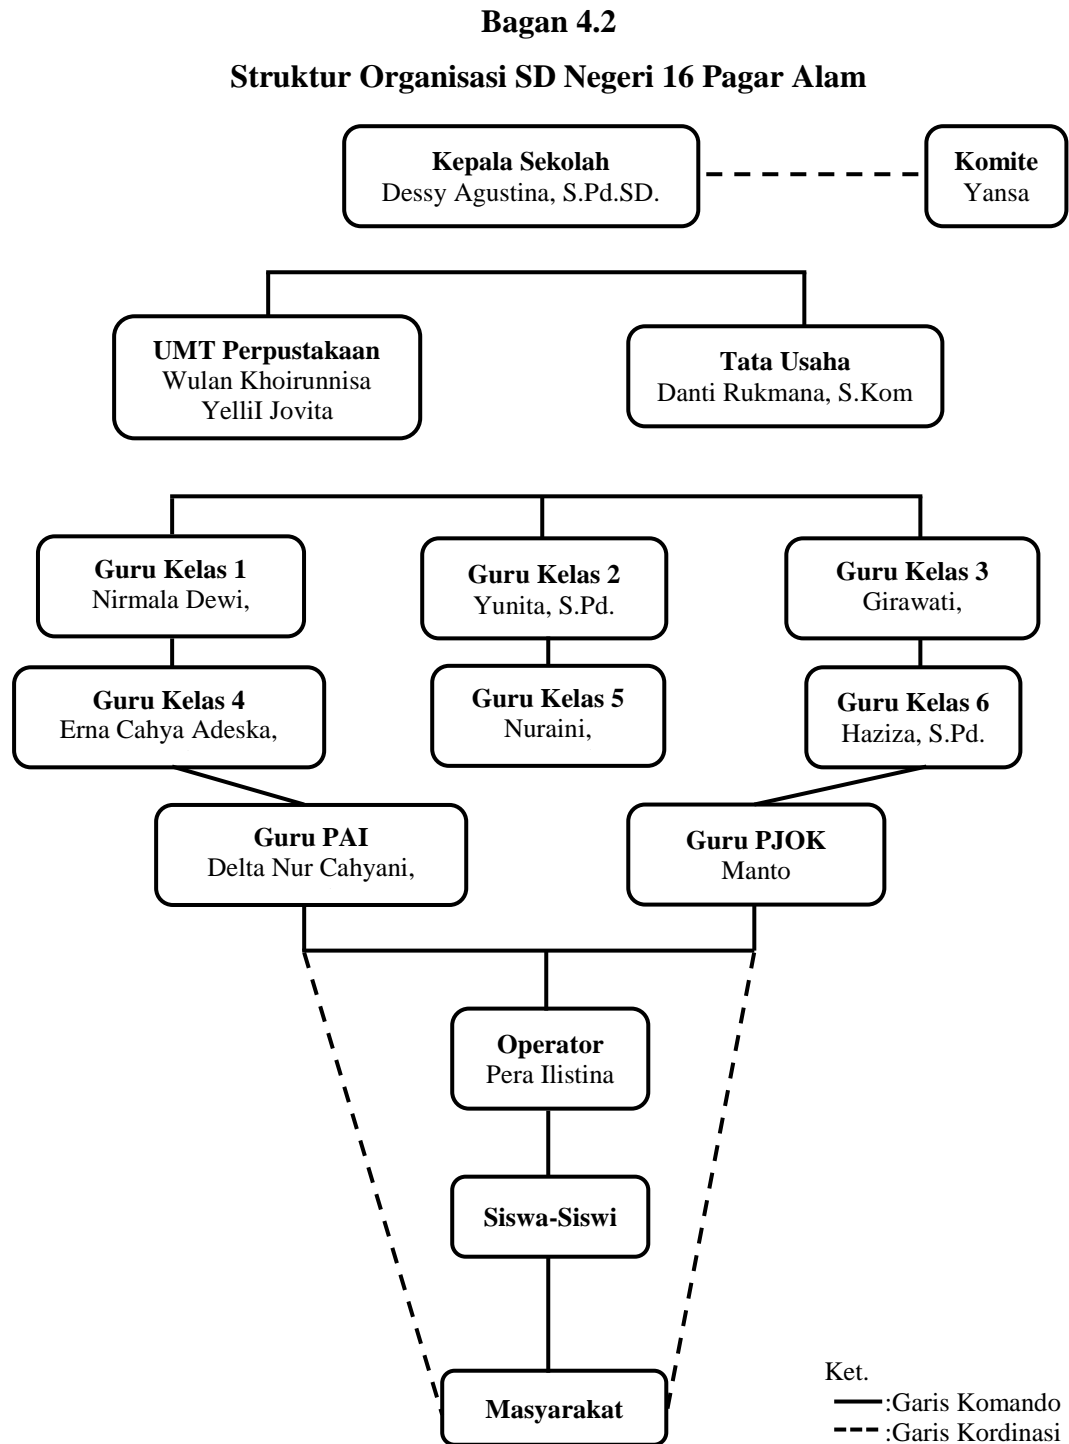 Bagan 4.2
Struktur Organisasi SD Negeri 16 Pagar Alam
Kepala Sekolah
Dessy Agustina, S.Pd.SD.
Komite
Yansa
UMT Perpustakaan
Wulan Khoirunnisa
YelliI Jovita
Tata Usaha
Danti Rukmana, S.Kom
Guru Kelas 1
Nirmala Dewi,
Guru Kelas 2
Yunita, S.Pd.
Guru Kelas 3
Girawati,
Guru Kelas 4
Erna Cahya Adeska,
Guru Kelas 5
Nuraini,
Guru Kelas 6
Haziza, S.Pd.
Guru PAI
Delta Nur Cahyani,
Guru PJOK
Manto
Operator
Pera Ilistina
Siswa-Siswi
Masyarakat
Ket.
:Garis Komando
:Garis Kordinasi